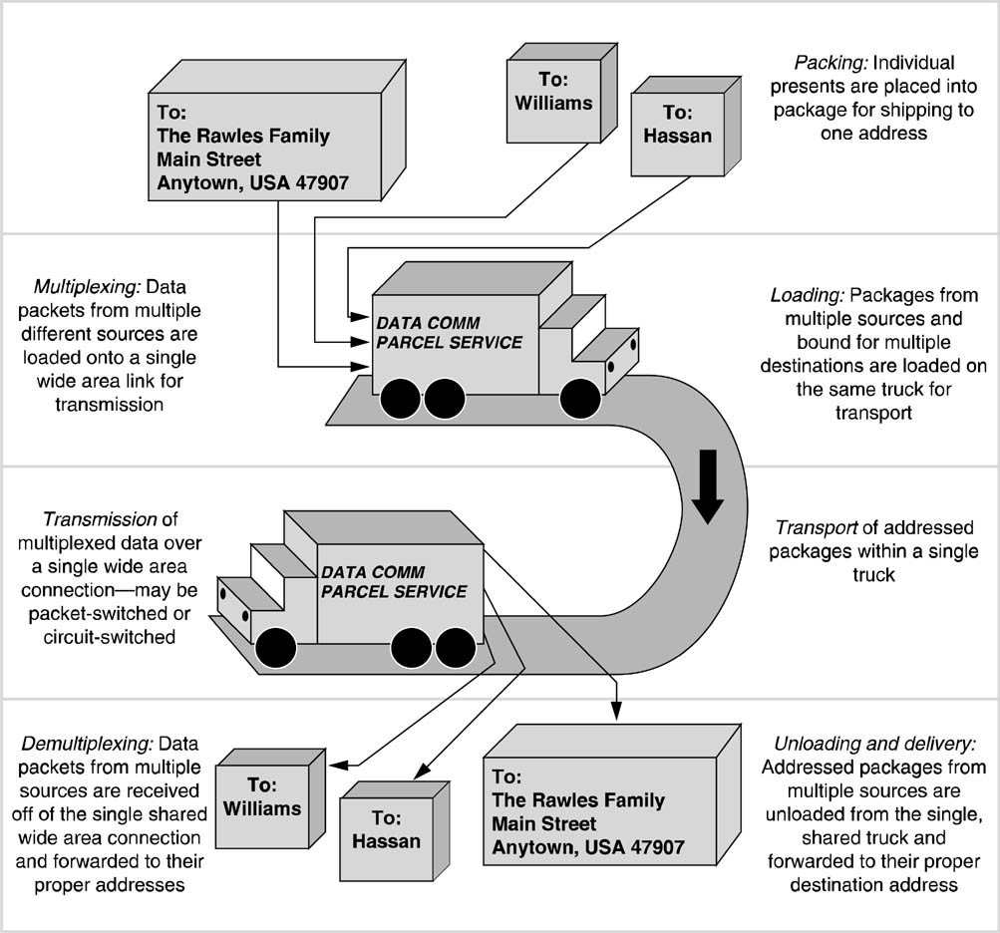 To:
The Rawles Family
Main Street
Anytown, USA 47907
To:
Williams
To:
Hassan
Packing: Individual
presents are placed into
package for shipping to
one address
Multiplexing: Data
packets from multiple
different sources are
loaded onto a single
wide area link for
transmission
DATA COMM
PARCEL SERVICE
Loading: Packages from
multiple sources and
bound for multiple
destinations are loaded on
the same truck for
transport
Transmission of
multiplexed data over
a single wide area
connection—may be
packet-switched or
circuit-switched
DATA COMM
PARCEL SERVICE
Transport of addressed
packages within a single
truck
Demultiplexing: Data
packets from multiple
sources are received
off of the single shared
wide area connection
and forwarded to their
proper addresses
To:
Williams
To:
Hassan
To:
The Rawles Family
Main Street
Anytown, USA 47907
Unloading and delivery:
Addressed packages from
multiple sources are
unloaded from the single,
shared truck and
forwarded to their proper
destination address